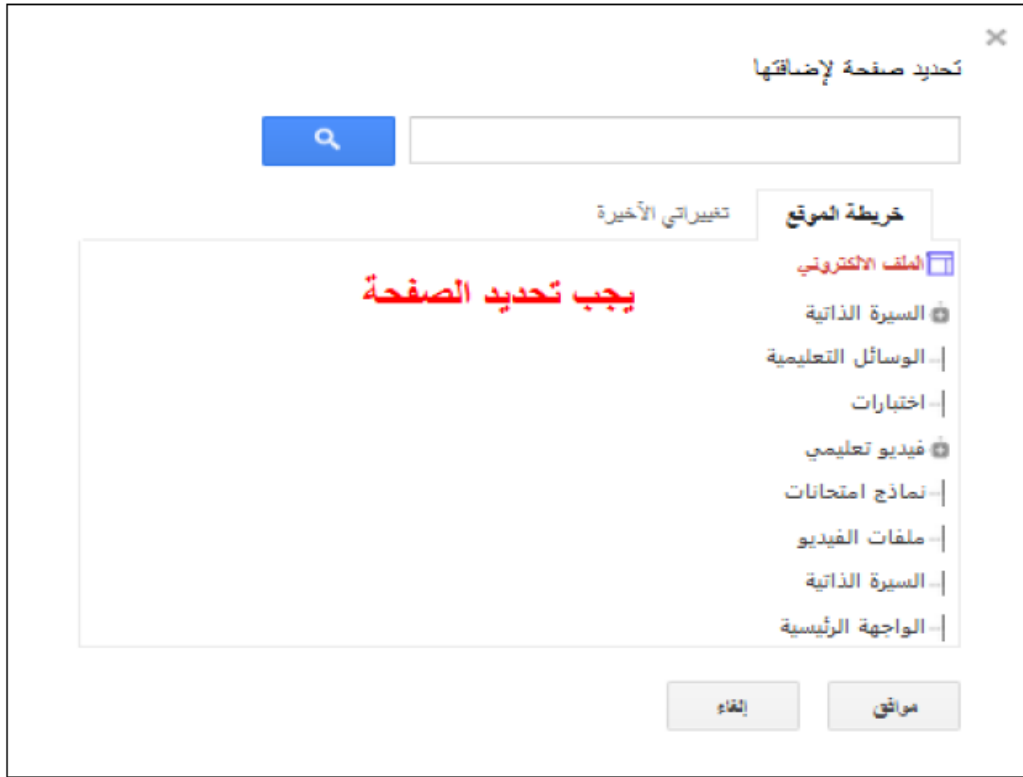 تحديد صفحة لإضافتها
خريطة الموقع
تغييراتي الأخيرة
الملف الالكتروني
يجب تحديد الصفحة
السيرة الذاتية
الوسائل التعليمية
اختبارات
فيديو تعليمي
نماذج امتحانات
ملفات الفيديو
السيرة الذاتية
الواجهة الرئيسية
موافق
إلغاء